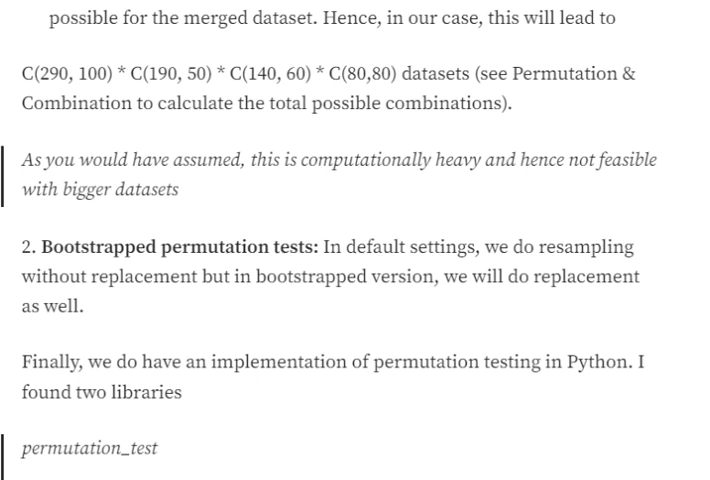 possible for the merged dataset. Hence, in our case, this will lead to
C(290, 100) * C(190, 50) * C(140, 60) * C(80,80) datasets (see Permutation &
Combination to calculate the total possible combinations).
As you would have assumed, this is computationally heavy and hence not feasible
with bigger datasets
2. Bootstrapped permutation tests: In default settings, we do resampling
without replacement but in bootstrapped version, we will do replacement
as well.
Finally, we do have an implementation of permutation testing in Python. I
found two libraries
permutation_test